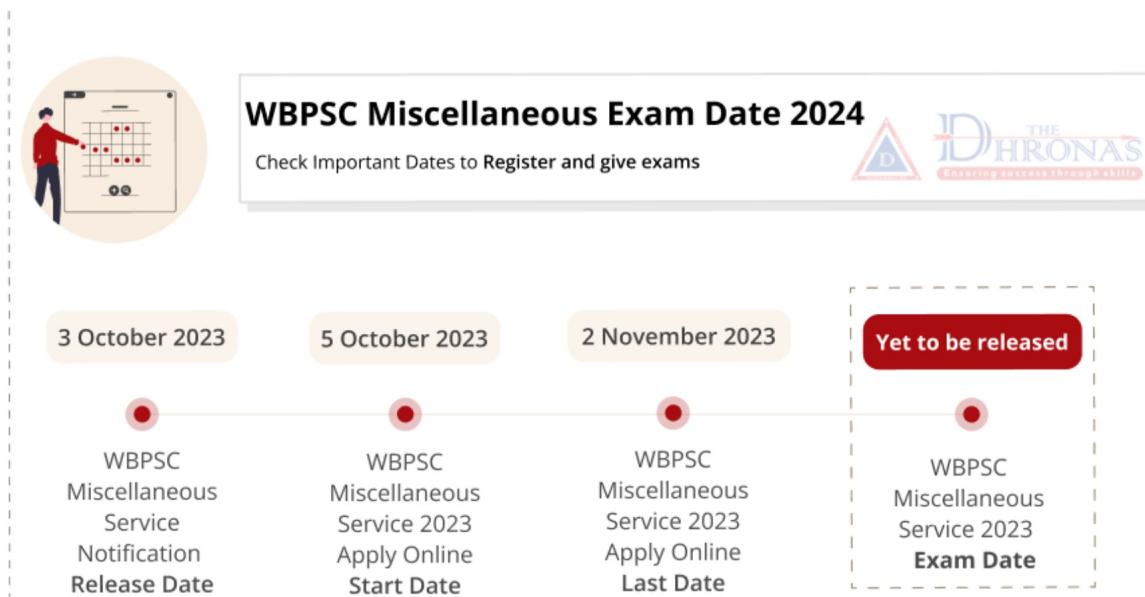 WBPSC Miscellaneous Exam Date 2024
Check Important Dates to Register and give exams
D
THE
DHRONAS
Ensuring success through skills
3 October 2023
5 October 2023
2 November 2023
Yet to be released
WBPSC
Miscellaneous
Service
Notification
Release Date
WBPSC
Miscellaneous
Service 2023
Apply Online
Start Date
WBPSC
Miscellaneous
Service 2023
Apply Online
Last Date
WBPSC
Miscellaneous
Service 2023
Exam Date